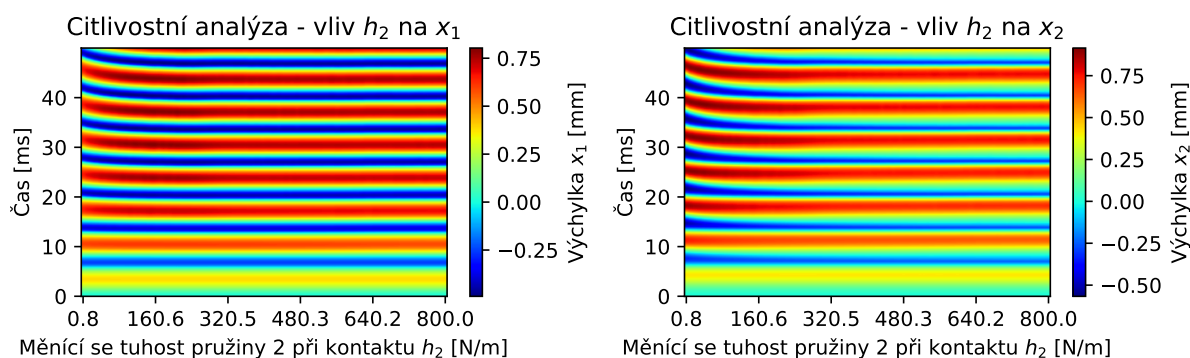 Citlivostní analýza - vliv h₂ na x₁
Čas [ms]
40
30
20
10
0
0.8 160.6 320.5 480.3 640.2 800.0
Měnící se tuhost pružiny 2 při kontaktu h₂ [N/m]
0.75
0.50
0.25
0.00
−0.25
Výchylka x₁ [mm]
Citlivostní analýza - vliv h₂ na x₂
Čas [ms]
40
30
20
10
0
0.8 160.6 320.5 480.3 640.2 800.0
Měnící se tuhost pružiny 2 při kontaktu h₂ [N/m]
0.75
0.50
0.25
0.00
−0.25
−0.50
Výchylka x₂ [mm]